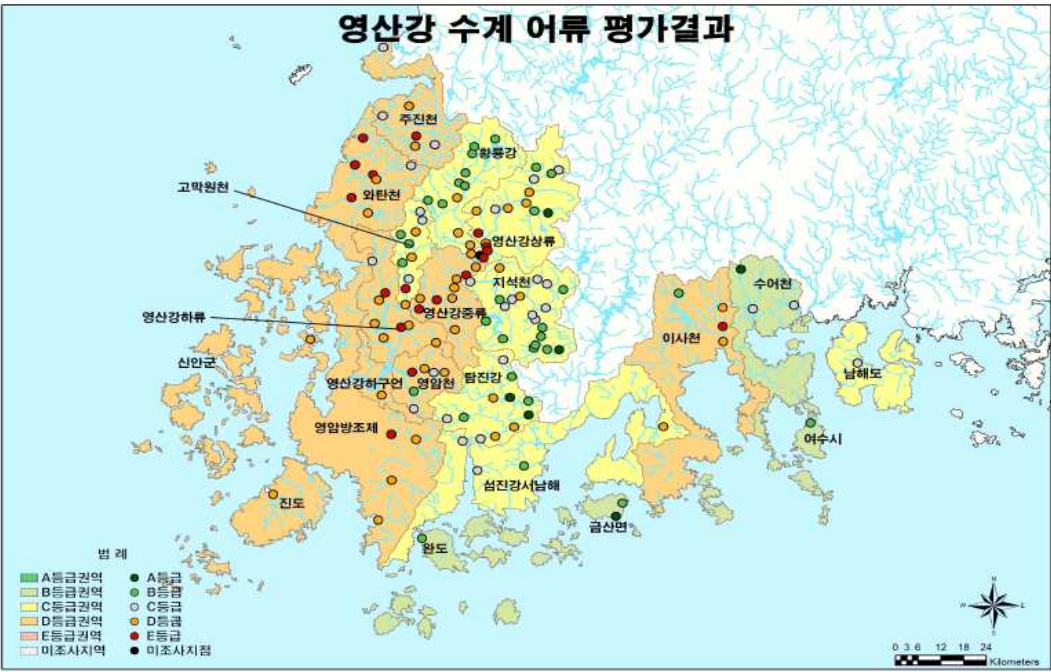 영산강 수계 어류 평가결과
주진천
황룡강
고막원천
와탄천
영산강상류
지석천
수어천
영산강하류
영산강중류
이사천
신안군
남해도
영산강하구언
영암천
탐진강
영암방조제
여수시
섬진강서남해
진도
금산면
완도
범 례
A등급권역 A등급
B등급권역 B등급
C등급권역 C등급
D등급권역 D등급
E등급권역 E등급
미조사지역 미조사지점
N
W E
S
0 3 6 12 18 24
Kilometers